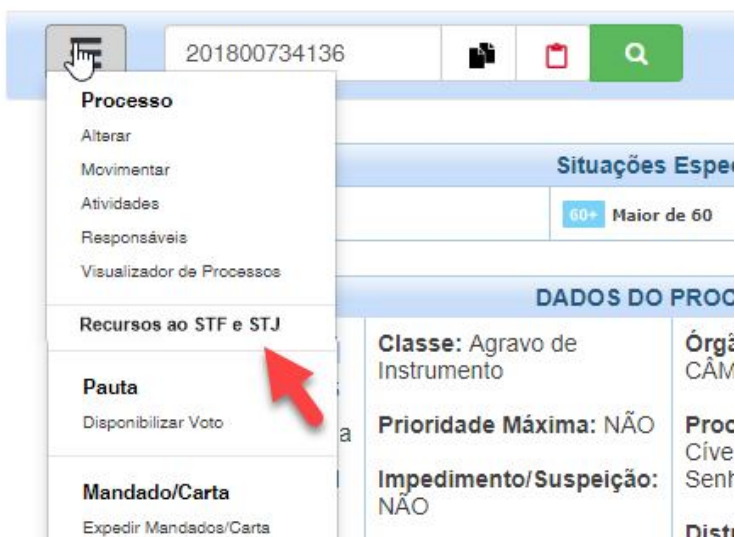 201800734136
Processo
Alterar
Movimentar
Atividades
Responsáveis
Visualizador de Processos
Recursos ao STF e STJ
Pauta
Disponibilizar Voto
Mandado/Carta
Expedir Mandados/Carta
Situações
60+ Maior de 60
DADOS DO
Classe: Agravo de
Instrumento
Prioridade Máxima: NÃO
Impedimento/Suspeição:
NÃO